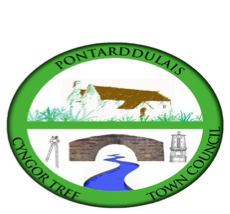 PONTARDDULAIS
CYNGOR TREF
TOWN COUNCIL